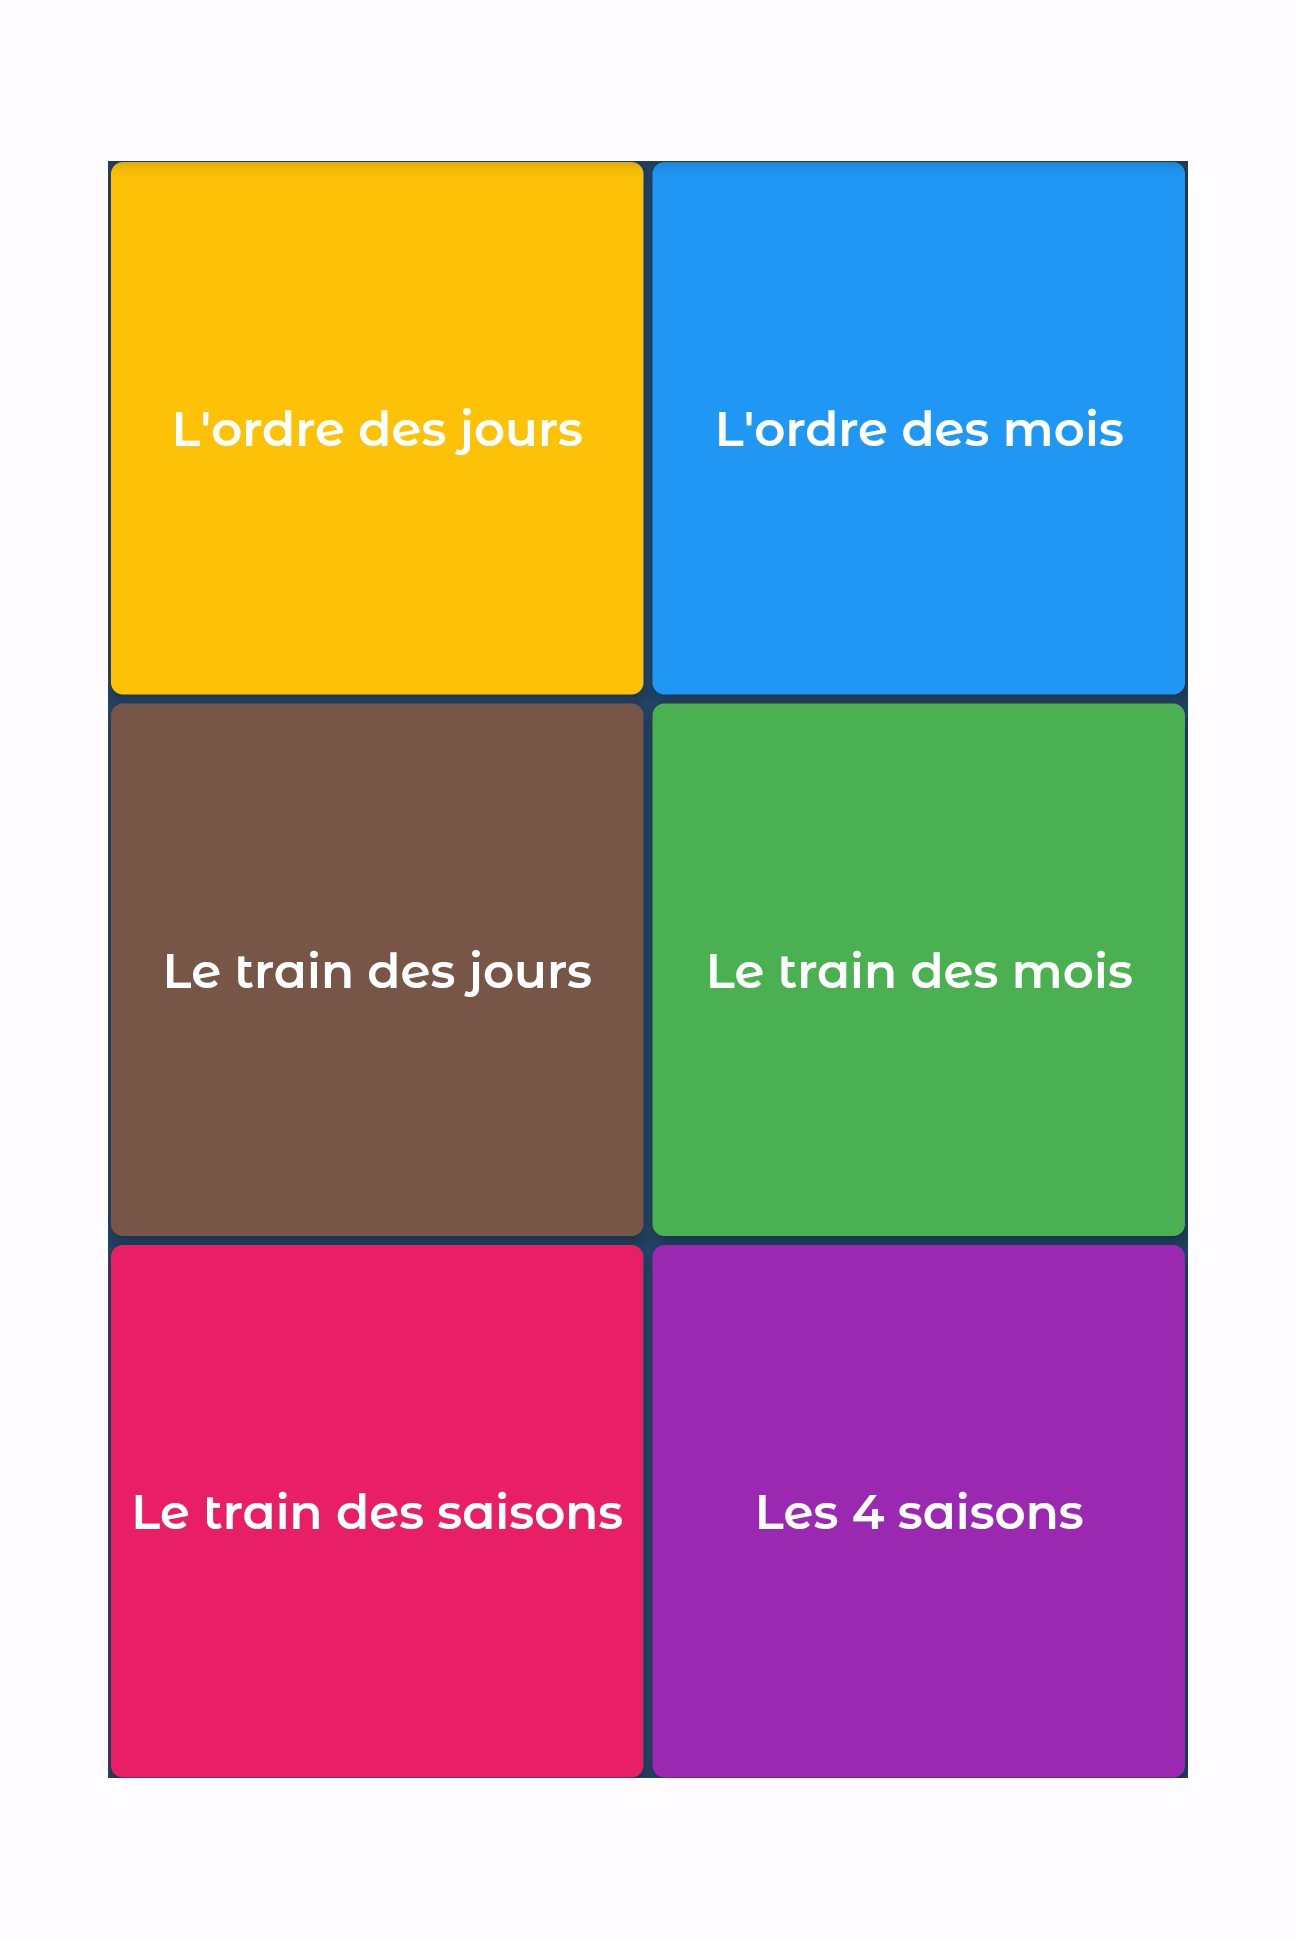 L'ordre des jours
L'ordre des mois
Le train des jours
Le train des mois
Le train des saisons
Les 4 saisons